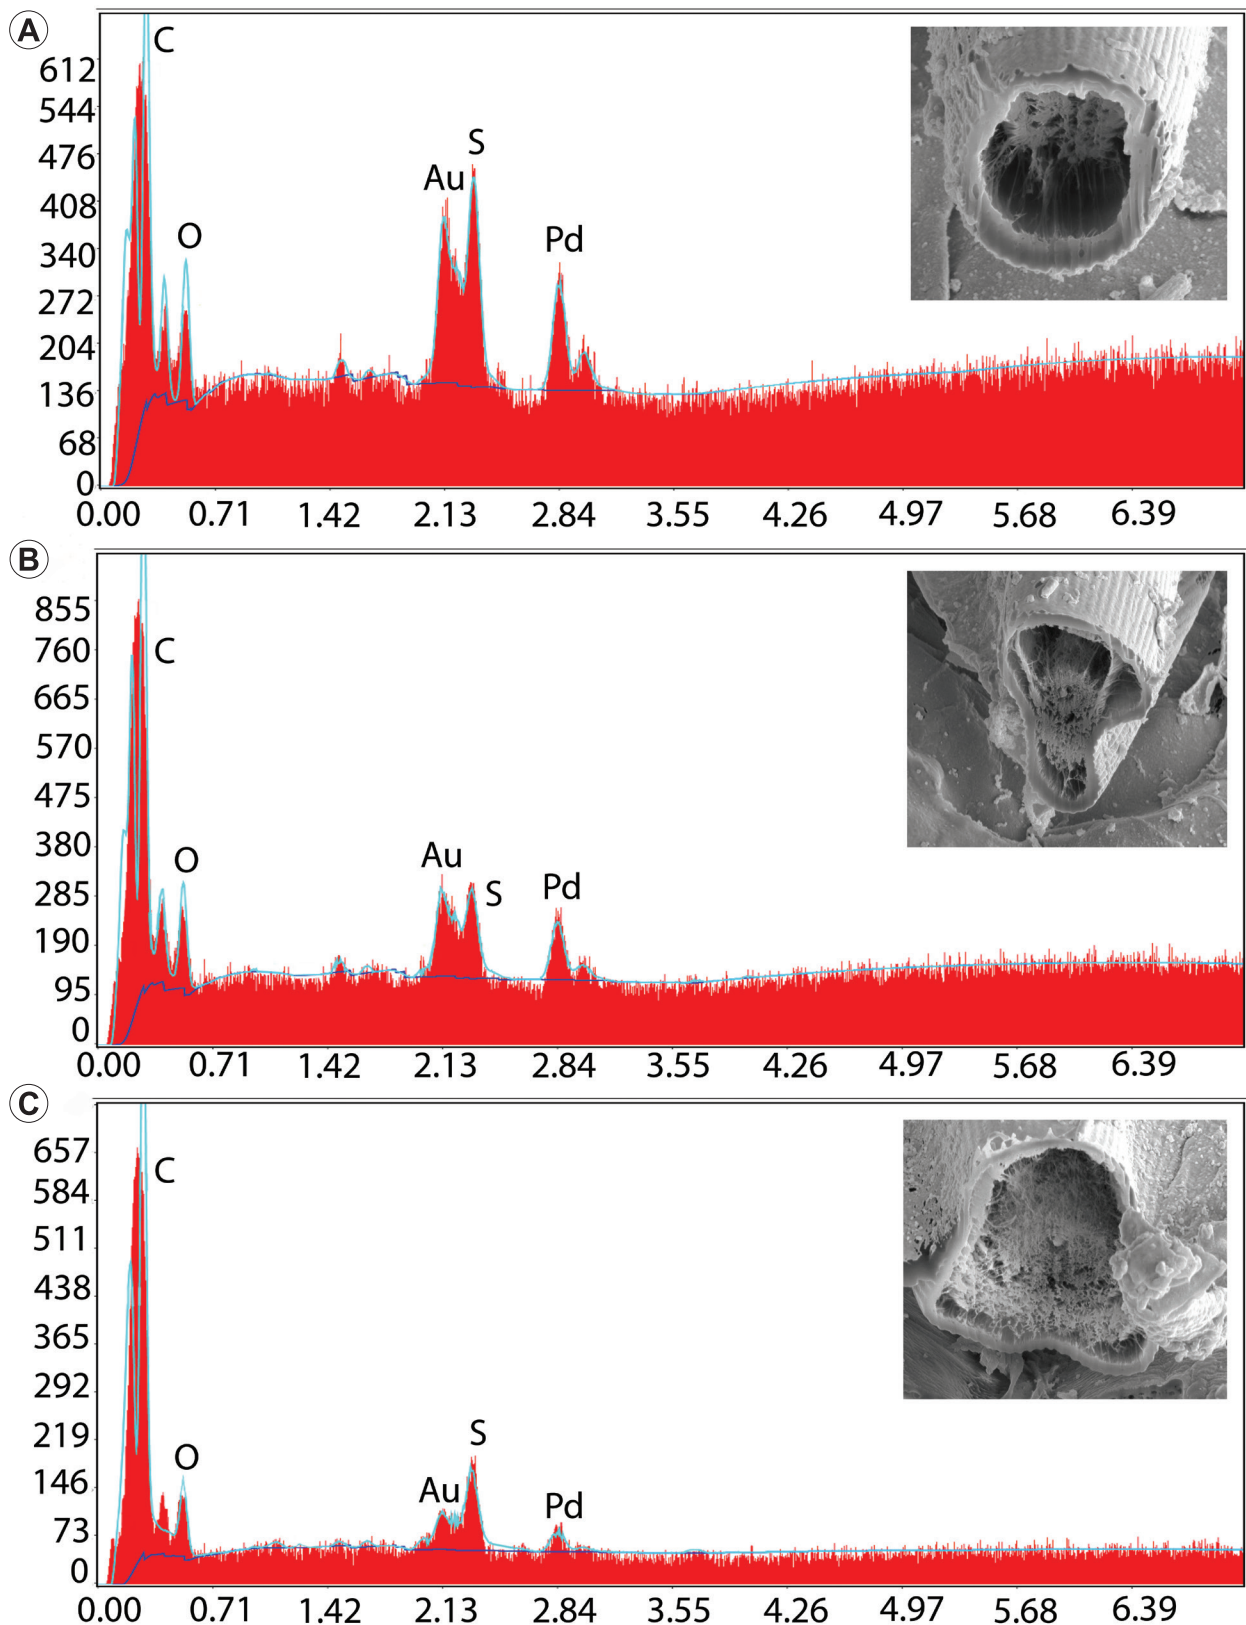 A
C
612
544
476
408
340
272
204
136
68
0
O
Au
S
Pd
0.00 0.71 1.42 2.13 2.84 3.55 4.26 4.97 5.68 6.39
B
855
760
665
570
475
380
285
190
95
0
C
O
Au
S
Pd
0.00 0.71 1.42 2.13 2.84 3.55 4.26 4.97 5.68 6.39
C
657
584
511
438
365
292
219
146
73
0
C
O
Au
S
Pd
0.00 0.71 1.42 2.13 2.84 3.55 4.26 4.97 5.68 6.39